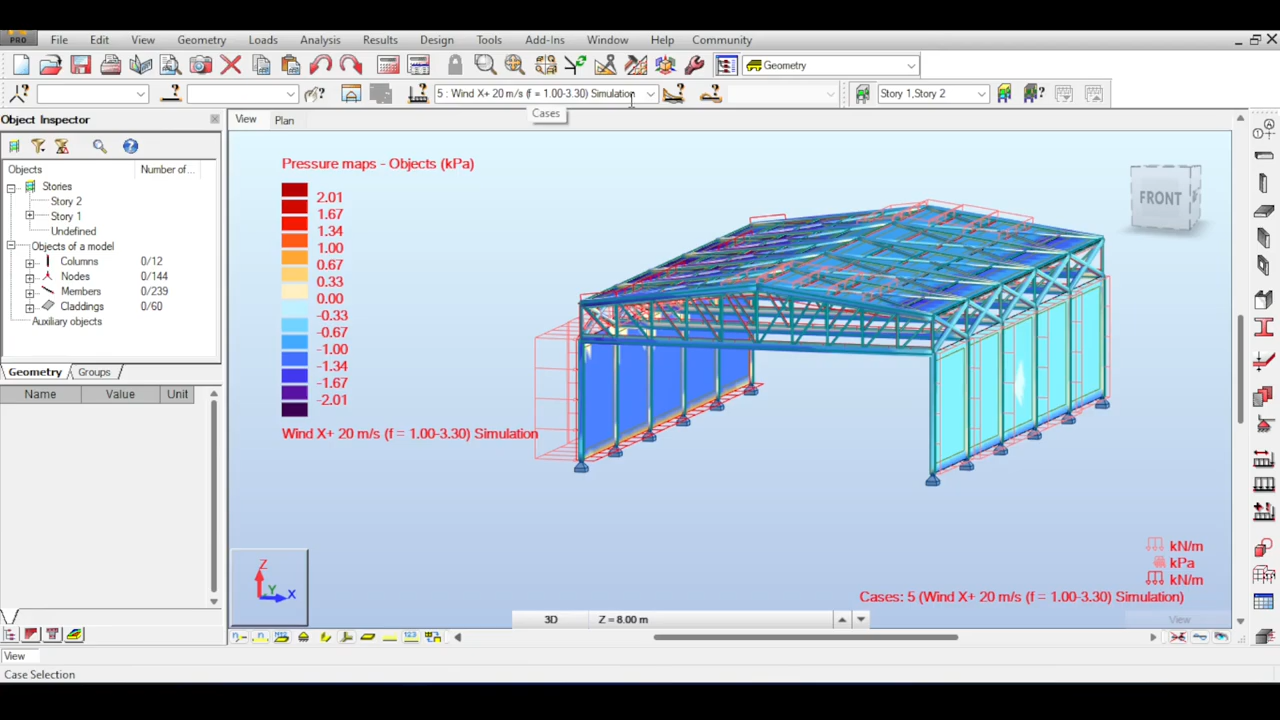 PRO File Edit View Geometry Loads Analysis Results Design Tools Add-Ins Window Help Community
Geometry
5 : Wind X+ 20 m/s (f = 1.00-3.30) Simulation
Story 1,Story 2
Cases
Object Inspector
View Plan
Objects Number of...
Stories
Story 2
Story 1
Undefined
Objects of a model
Columns 0/12
Nodes 0/144
Members 0/239
Claddings 0/60
Auxiliary objects
Geometry Groups
Name Value Unit
Pressure maps - Objects (kPa)
2.01
1.67
1.34
1.00
0.67
0.33
0.00
-0.33
-0.67
-1.00
-1.34
-1.67
-2.01
Wind X+ 20 m/s (f = 1.00-3.30) Simulation
FRONT
Z
Y
X
kN/m
kPa
kN/m
Cases: 5 (Wind X+ 20 m/s (f = 1.00-3.30) Simulation)
3D Z = 8.00 m
View
View
Case Selection